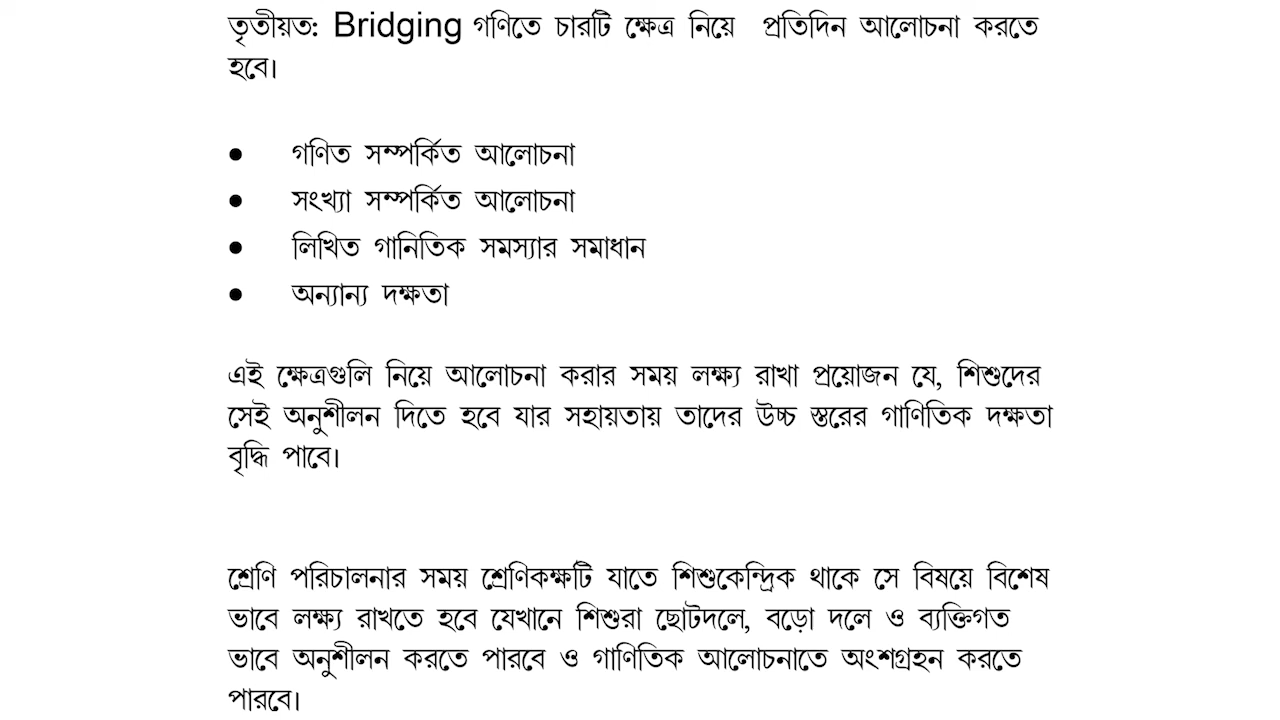 তৃতীয়ত: Bridging গণিতে চারটি ক্ষেত্র নিয়ে প্রতিদিন আলোচনা করতে
হবে।
• গণিত সম্পর্কিত আলোচনা
• সংখ্যা সম্পর্কিত আলোচনা
• লিখিত গানিতিক সমস্যার সমাধান
• অন্যান্য দক্ষতা
এই ক্ষেত্রগুলি নিয়ে আলোচনা করার সময় লক্ষ্য রাখা প্রয়োজন যে, শিশুদের
সেই অনুশীলন দিতে হবে যার সহায়তায় তাদের উচ্চ স্তরের গাণিতিক দক্ষতা
বৃদ্ধি পাবে।
শ্রেণি পরিচালনার সময় শ্রেণিকক্ষটি যাতে শিশুকেন্দ্রিক থাকে সে বিষয়ে বিশেষ
ভাবে লক্ষ্য রাখতে হবে যেখানে শিশুরা ছোটদলে, বড়ো দলে ও ব্যক্তিগত
ভাবে অনুশীলন করতে পারবে ও গাণিতিক আলোচনাতে অংশগ্রহন করতে
পারবে।